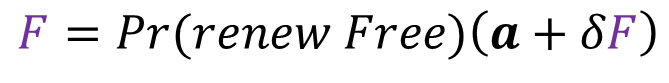 F = Pr(renew Free)(a + δF)